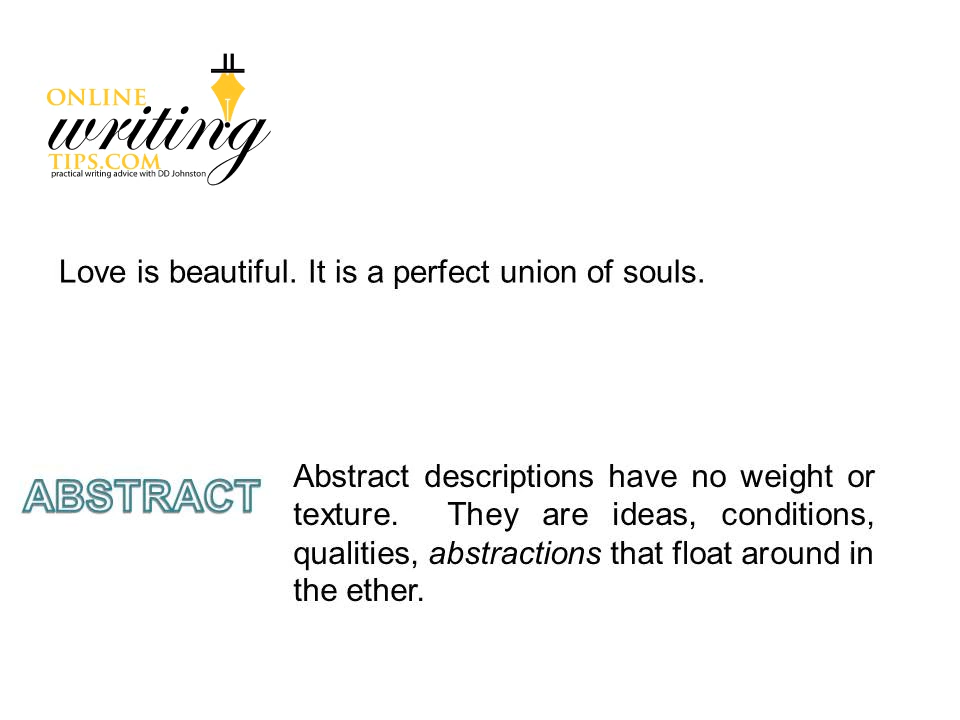 ONLINE
writing
TIPS.COM
practical writing advice with DD Johnston
Love is beautiful. It is a perfect union of souls.
ABSTRACT
Abstract descriptions have no weight or
texture. They are ideas, conditions,
qualities, abstractions that float around in
the ether.